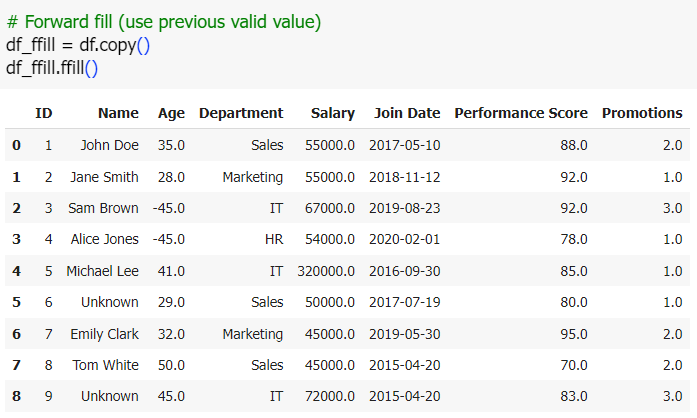 # Forward fill (use previous valid value)
df_ffill = df.copy()
df_ffill.ffill()
ID Name Age Department Salary Join Date Performance Score Promotions
0 1 John Doe 35.0 Sales 55000.0 2017-05-10 88.0 2.0
1 2 Jane Smith 28.0 Marketing 55000.0 2018-11-12 92.0 1.0
2 3 Sam Brown -45.0 IT 67000.0 2019-08-23 92.0 3.0
3 4 Alice Jones -45.0 HR 54000.0 2020-02-01 78.0 1.0
4 5 Michael Lee 41.0 IT 320000.0 2016-09-30 85.0 1.0
5 6 Unknown 29.0 Sales 50000.0 2017-07-19 80.0 1.0
6 7 Emily Clark 32.0 Marketing 45000.0 2019-05-30 95.0 2.0
7 8 Tom White 50.0 Sales 45000.0 2015-04-20 70.0 2.0
8 9 Unknown 45.0 IT 72000.0 2015-04-20 83.0 3.0